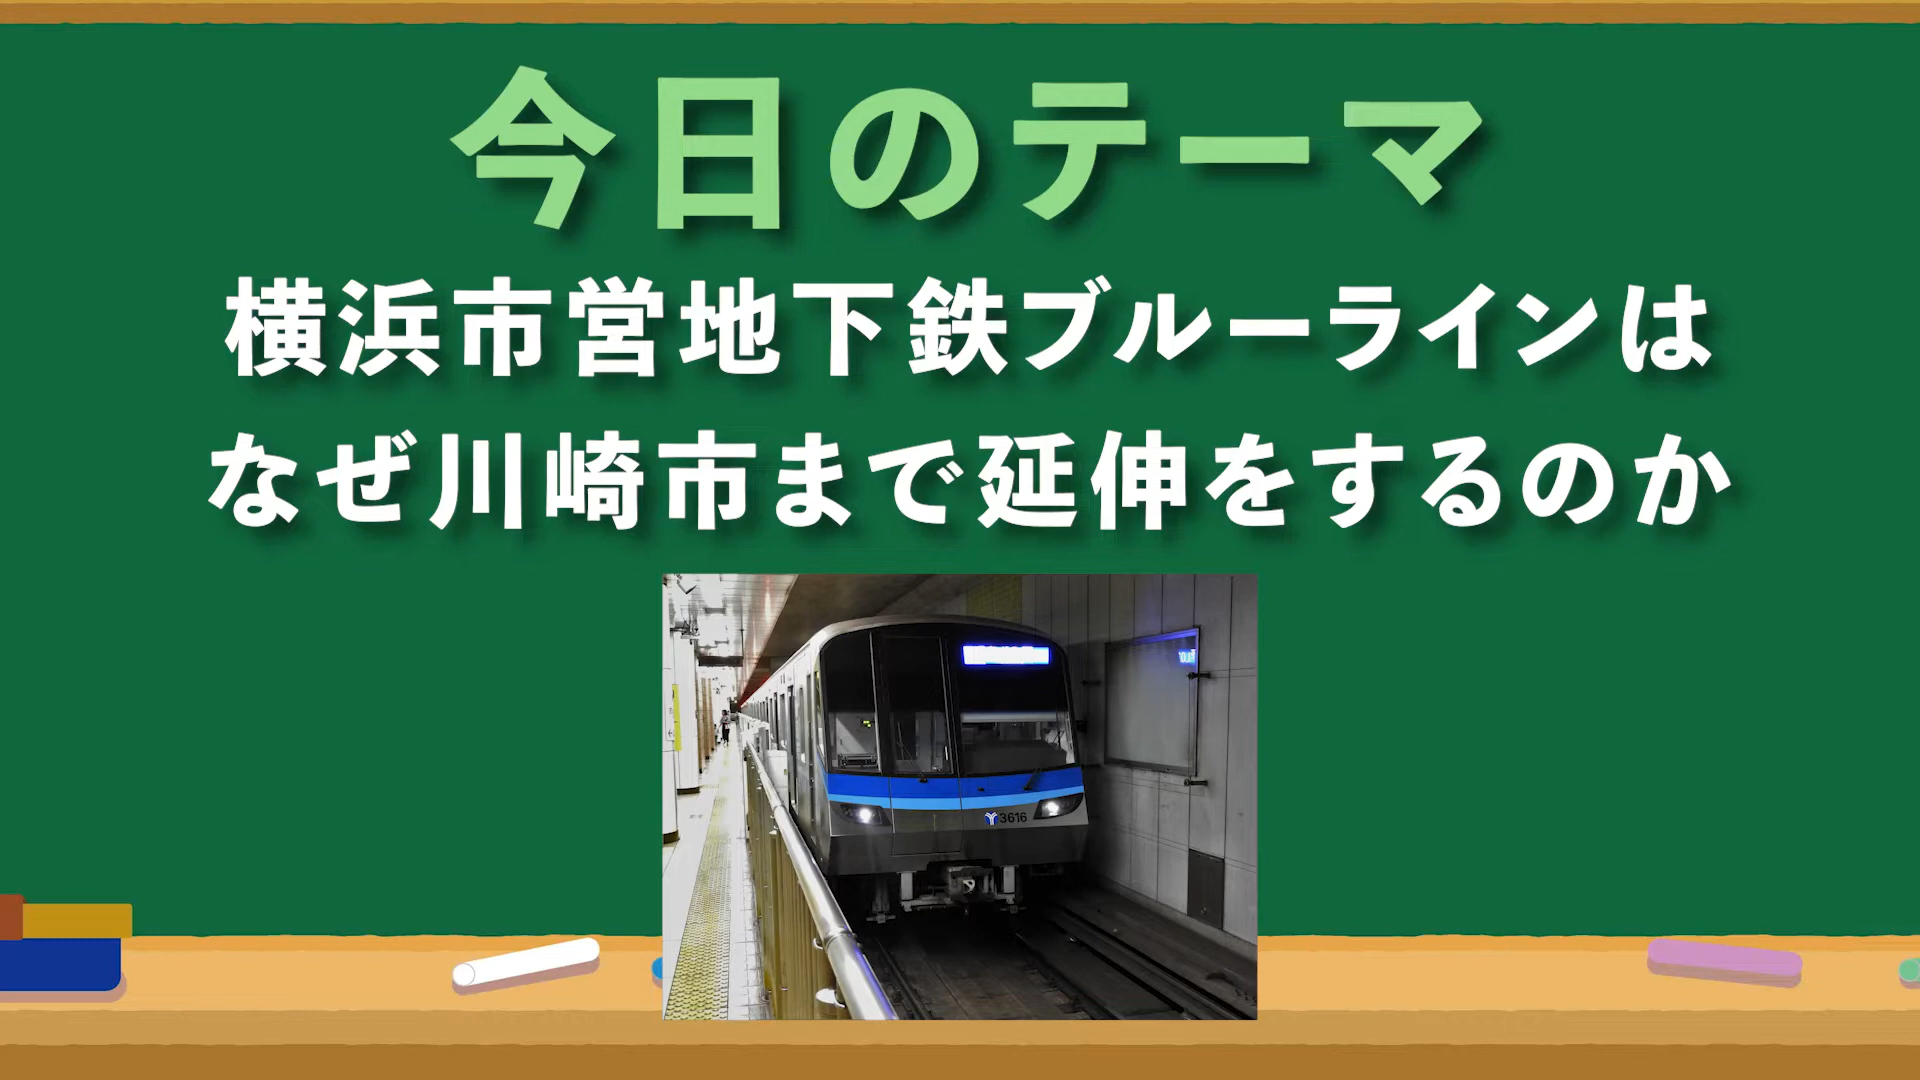 今日のテーマ
横浜市営地下鉄ブルーラインは
なぜ川崎市まで延伸をするのか
3616